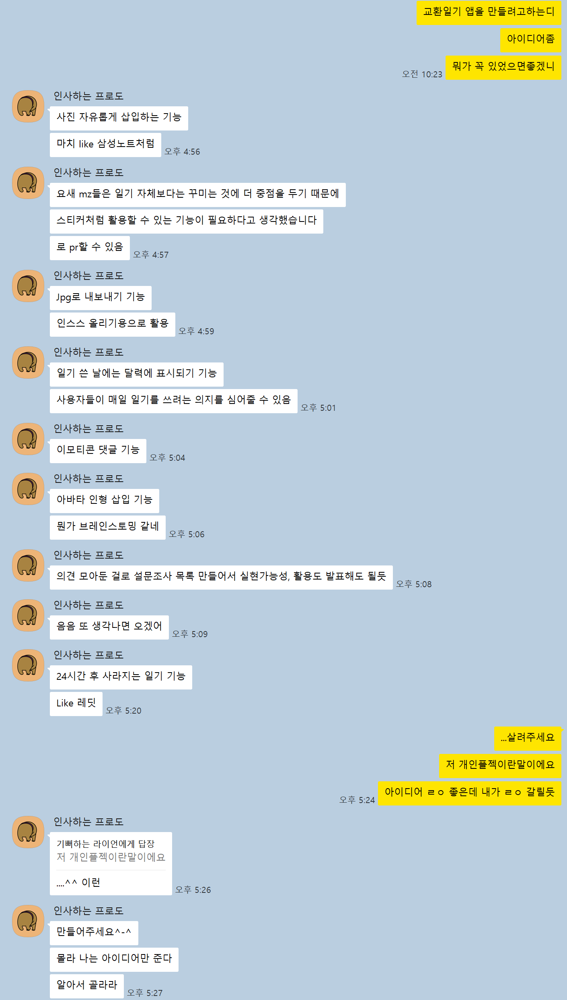 교환일기 앱을 만들려고하는디
아이디어좀
뭐가 꼭 있었으면좋겠니
오전 10:23
인사하는 프로도
사진 자유롭게 삽입하는 기능
마치 like 삼성노트처럼
오후 4:56
인사하는 프로도
요새 mz들은 일기 자체보다는 꾸미는 것에 더 중점을 두기 때문에
스티커처럼 활용할 수 있는 기능이 필요하다고 생각했습니다
로 pr할 수 있음
오후 4:57
인사하는 프로도
Jpg로 내보내기 기능
인스스 올리기용으로 활용
오후 4:59
인사하는 프로도
일기 쓴 날에는 달력에 표시되기 기능
사용자들이 매일 일기를 쓰려는 의지를 심어줄 수 있음
오후 5:01
인사하는 프로도
이모티콘 댓글 기능
오후 5:04
인사하는 프로도
아바타 인형 삽입 기능
뭔가 브레인스토밍 같네
오후 5:06
인사하는 프로도
의견 모아둔 걸로 설문조사 목록 만들어서 실현가능성, 활용도 발표해도 될듯
오후 5:08
인사하는 프로도
음음 또 생각나면 오겠어
오후 5:09
인사하는 프로도
24시간 후 사라지는 일기 기능
Like 레딧
오후 5:20
...살려주세요
저 개인플젝이란말이에요
아이디어 ㄹㅇ 좋은데 내가 ㄹㅇ 갈릴듯
오후 5:24
인사하는 프로도
기뻐하는 라이언에게 답장
저 개인플젝이란말이에요
....^^ 이런
오후 5:26
인사하는 프로도
만들어주세요^-^
몰라 나는 아이디어만 준다
알아서 골라라
오후 5:27